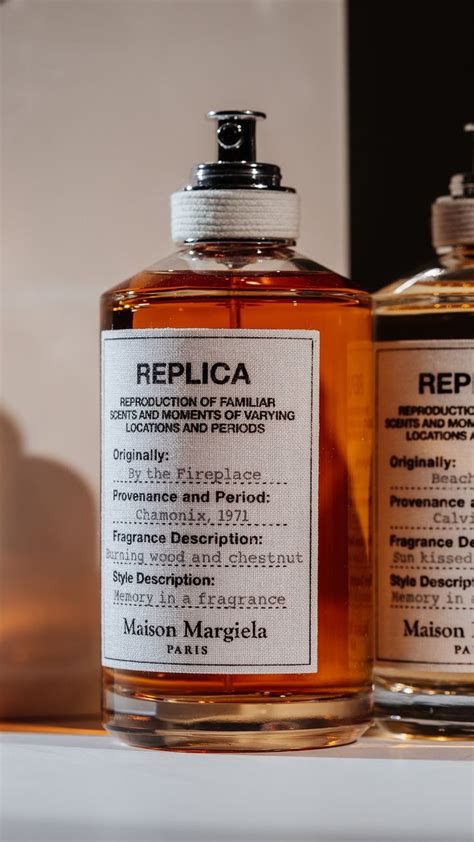 REPLICA
REPRODUCTION OF FAMILIAR
SCENTS AND MOMENTS OF VARYING
LOCATIONS AND PERIODS
Originally:
By the Fireplace
Provenance and Period:
Chamonix, 1971
Fragrance Description:
Burning wood and chestnut
Style Description:
Memory in a fragrance
Maison Margiela
PARIS
REPL
REPRODUCTIO
SCENTS AND MOM
LOCATIONS
Originally:
Beach
Provenance a
Calvi
Fragrance De
Sun kissed
Style Descript
Memory in a
Maison
PA